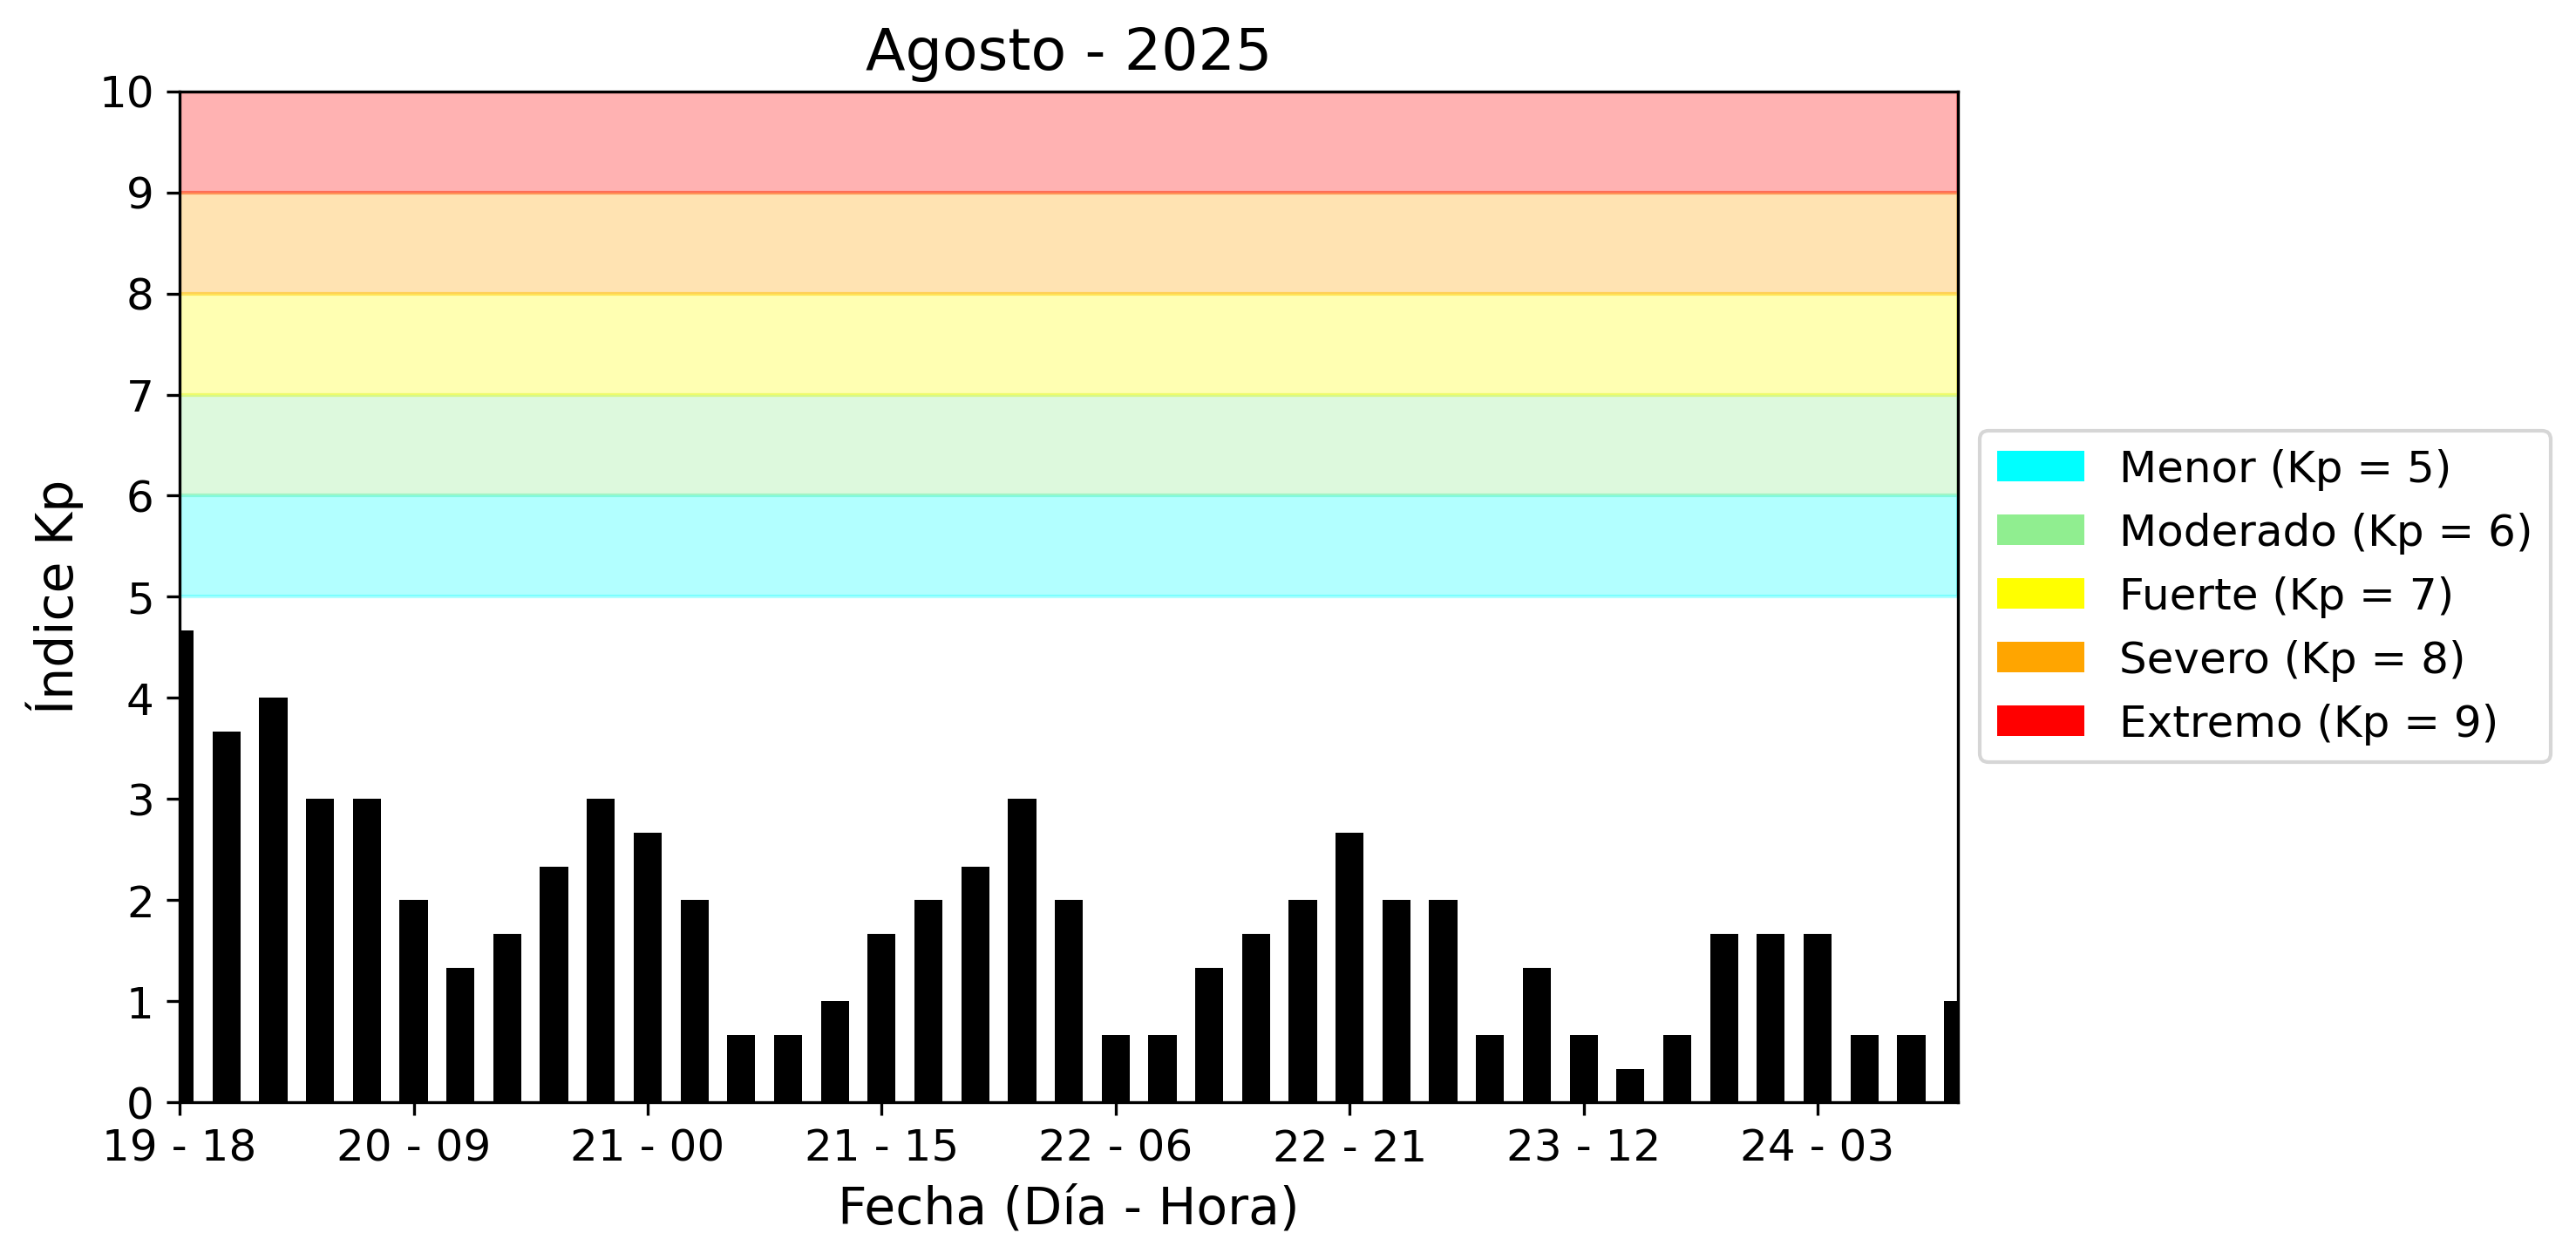 Agosto - 2025
10
9
8
7
6
5
4
3
2
1
0
Índice Kp
19 - 18
20 - 09
21 - 00
21 - 15
22 - 06
22 - 21
23 - 12
24 - 03
Fecha (Día - Hora)
Menor (Kp = 5)
Moderado (Kp = 6)
Fuerte (Kp = 7)
Severo (Kp = 8)
Extremo (Kp = 9)